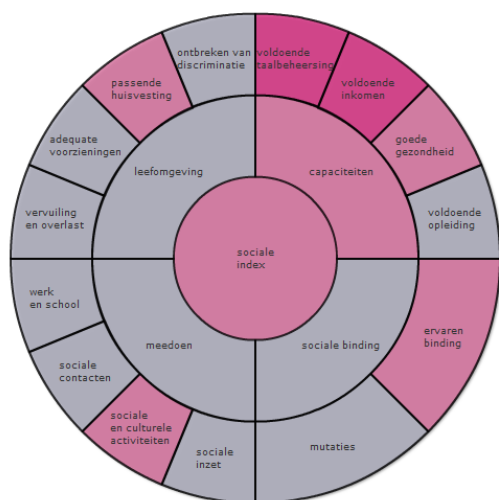 ontbreken van
discriminatie
voldoende
taalbeheersing
voldoende
inkomen
passende
huisvesting
goede
gezondheid
adequate
voorzieningen
leefomgeving
capaciteiten
vervuiling
en overlast
voldoende
opleiding
sociale
index
werk
en school
meedoen
sociale binding
ervaren
binding
sociale
contacten
sociale
en culturele
activiteiten
sociale
inzet
mutaties